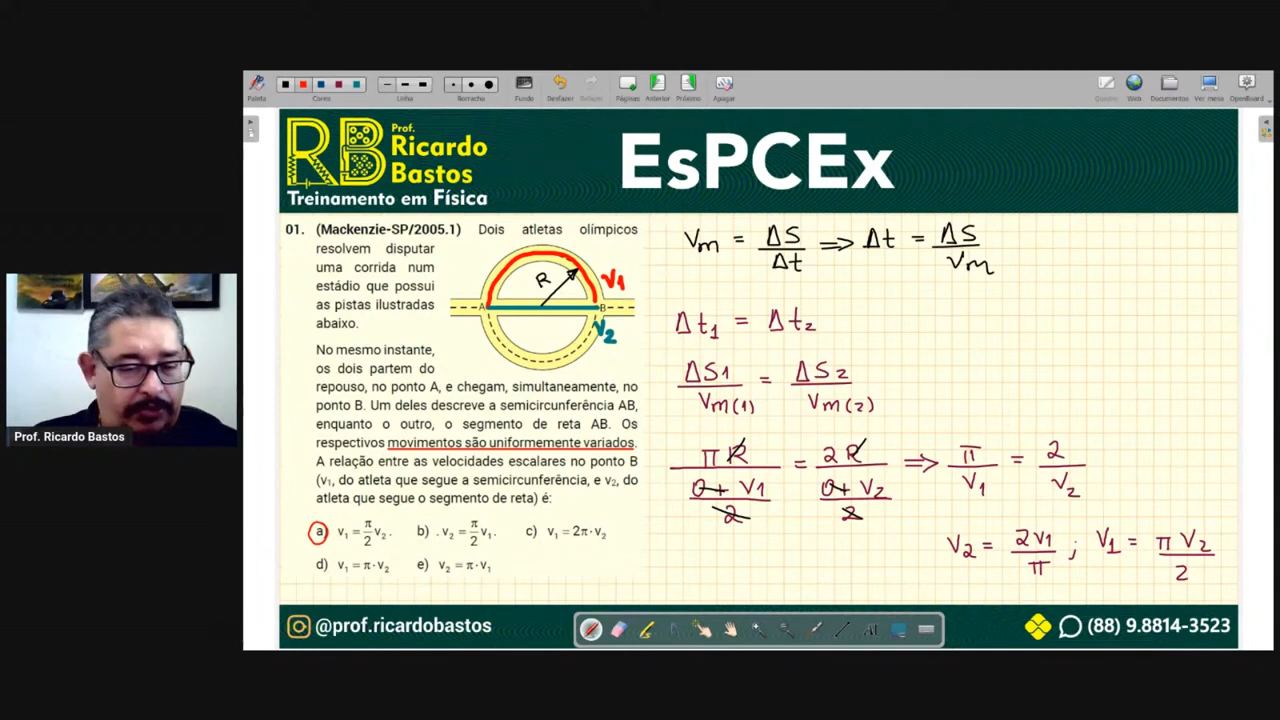 Paleta
Cores
Linha
Borracha
Fundo
Desfazer
Refazer
Páginas
Anterior
Próximo
Apagar
Quadro
Web
Documentos
Ver mesa
OpenBoard
RB
Prof.
Ricardo
Bastos
Treinamento em Física
EsPCEx
01. (Mackenzie-SP/2005.1) Dois atletas olímpicos
resolvem disputar
uma corrida num
estádio que possui
as pistas ilustradas
abaixo.
A
B
R
V1
V2
No mesmo instante,
os dois partem do
repouso, no ponto A, e chegam, simultaneamente, no
ponto B. Um deles descreve a semicircunferência AB,
enquanto o outro, o segmento de reta AB. Os
respectivos movimentos são uniformemente variados.
A relação entre as velocidades escalares no ponto B
(v₁, do atleta que segue a semicircunferência, e v₂, do
atleta que segue o segmento de reta) é:
a) v₁ = π/2 v₂. b) . v₂ = π/2 v₁. c) v₁ = 2π · v₂
d) v₁ = π · v₂ e) v₂ = π · v₁
Vm = ΔS/Δt ⇒ Δt = ΔS/Vm
Δt1 = Δt2
ΔS1/Vm(1) = ΔS2/Vm(2)
πR/((0+V1)/2) = 2R/((0+V2)/2) ⇒ π/V1 = 2/V2
V2 = 2V1/π ; V1 = πV2/2
Prof. Ricardo Bastos
@prof.ricardobastos
(88) 9.8814-3523